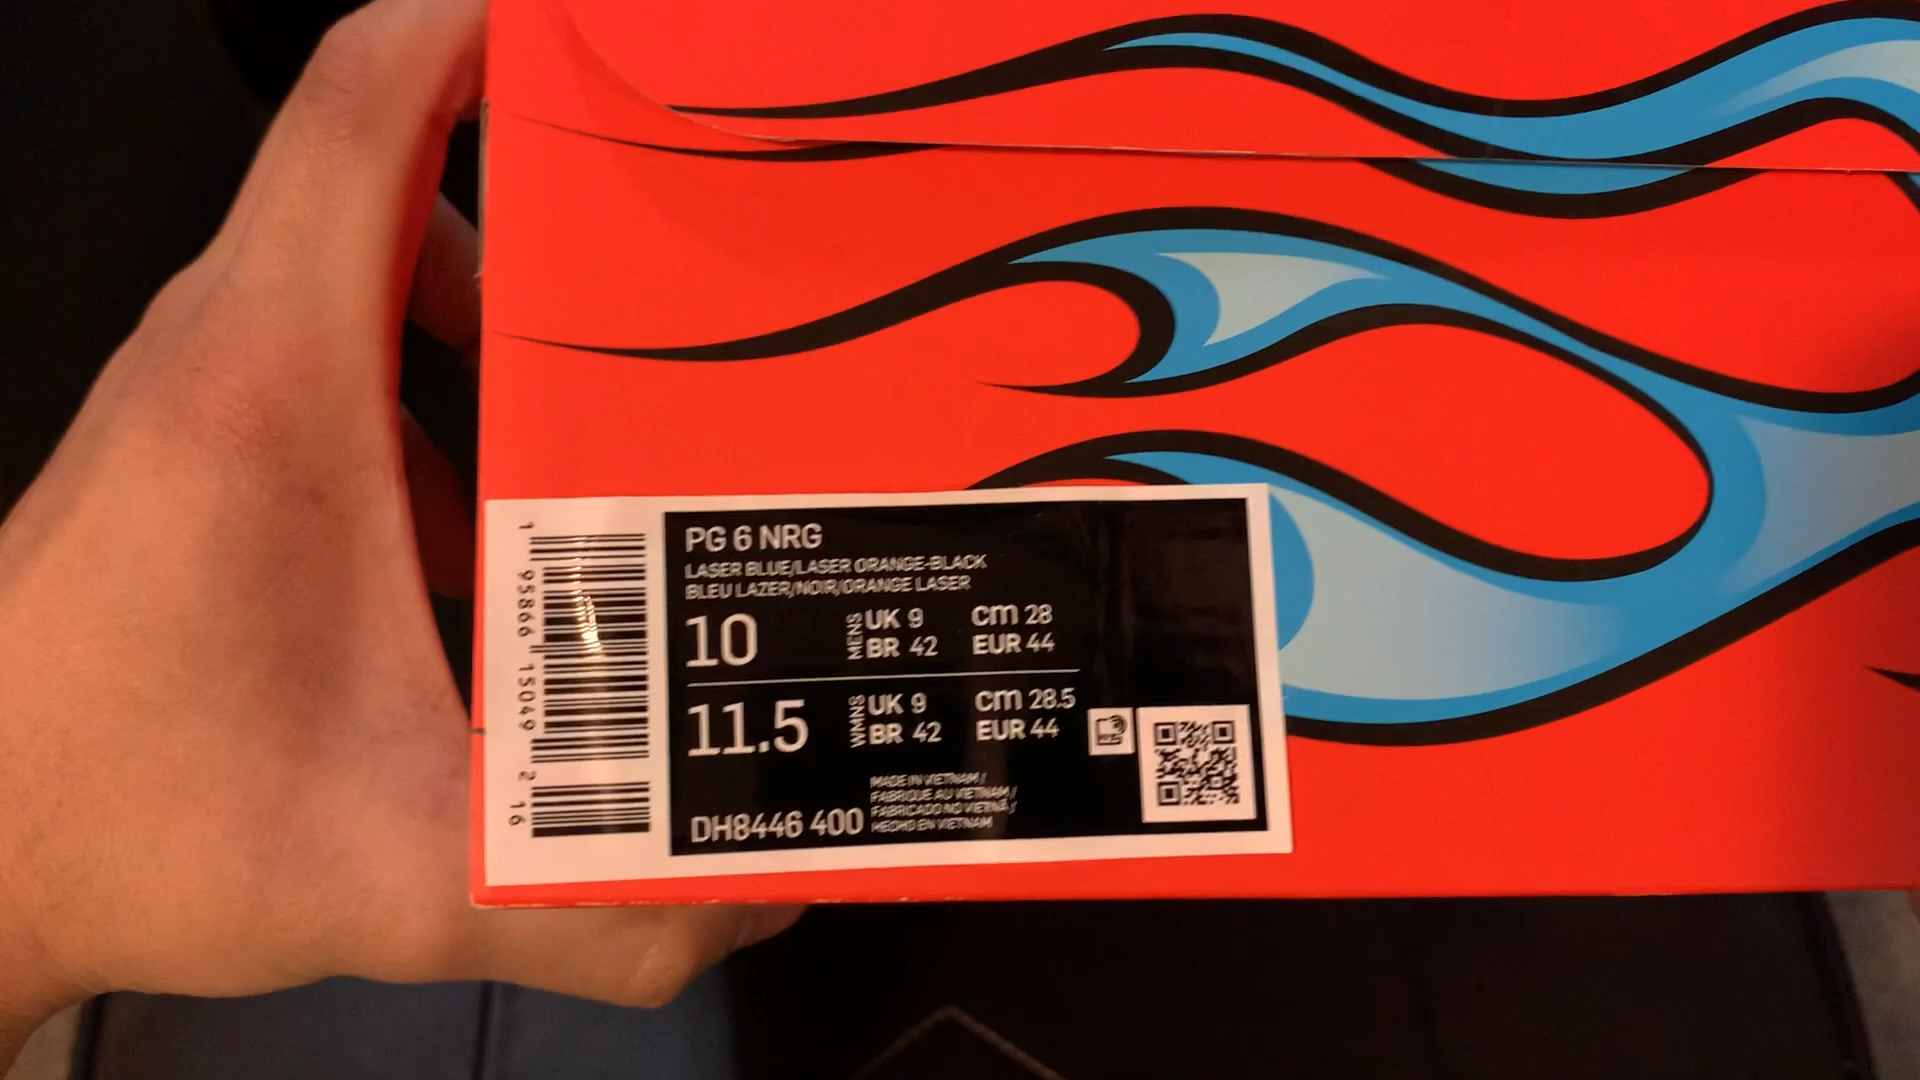 PG 6 NRG
LASER BLUE/LASER ORANGE-BLACK
BLEU LAZER/NOIR/ORANGE LASER
10 MENS UK 9 cm 28
BR 42 EUR 44
11.5 WMNS UK 9 cm 28.5
BR 42 EUR 44
MADE IN VIETNAM /
FABRIQUE AU VIETNAM /
FABRICADO NO VIETNÃ /
HECHO EN VIETNAM
DH8446 400
1 95866 15049 2 16